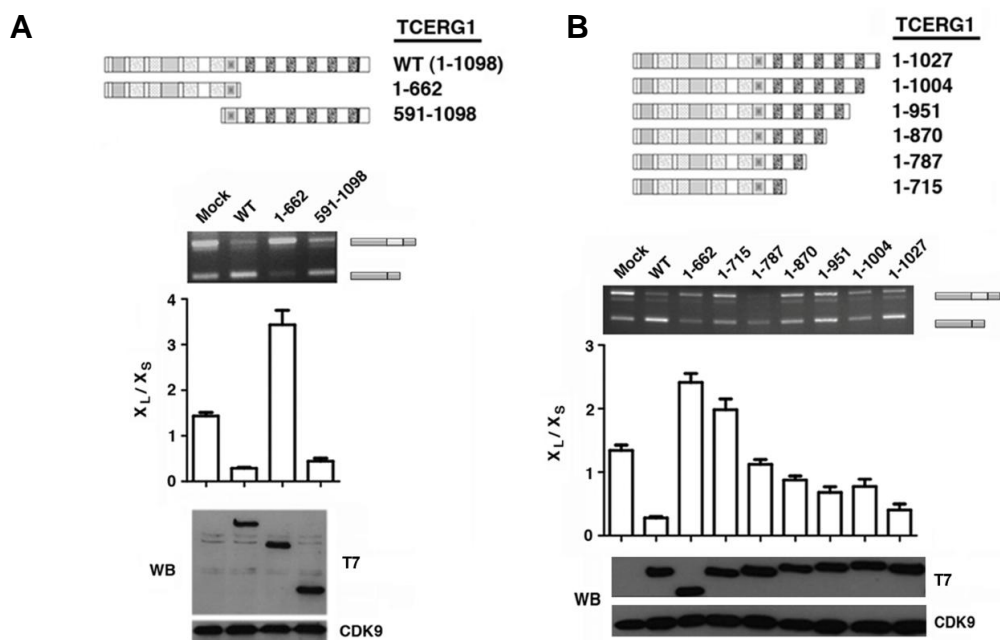 A
TCERG1
WT (1-1098)
1-662
591-1098
Mock
WT
1-662
591-1098
4
3
2
1
0
XL / XS
WB
T7
CDK9
B
TCERG1
1-1027
1-1004
1-951
1-870
1-787
1-715
Mock
WT
1-662
1-715
1-787
1-870
1-951
1-1004
1-1027
3
2
1
0
XL / XS
WB
T7
CDK9